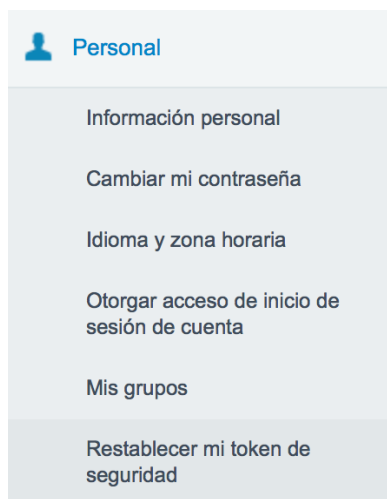 Personal
Información personal
Cambiar mi contraseña
Idioma y zona horaria
Otorgar acceso de inicio de
sesión de cuenta
Mis grupos
Restablecer mi token de
seguridad